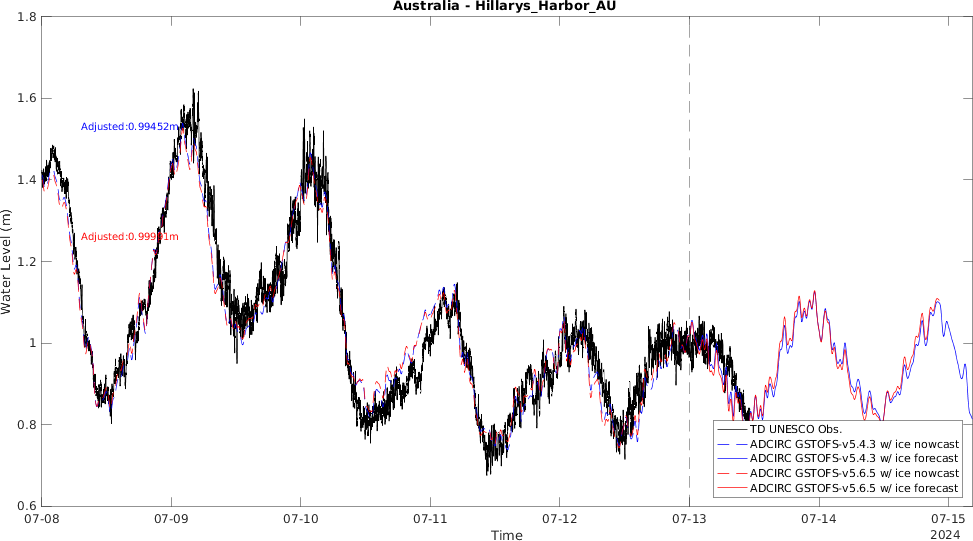 Australia - Hillarys_Harbor_AU
Water Level (m)
1.8
1.6
1.4
1.2
1
0.8
0.6
Adjusted:0.99452m
Adjusted:0.99991m
TD UNESCO Obs.
ADCIRC GSTOFS-v5.4.3 w/ ice nowcast
ADCIRC GSTOFS-v5.4.3 w/ ice forecast
ADCIRC GSTOFS-v5.6.5 w/ ice nowcast
ADCIRC GSTOFS-v5.6.5 w/ ice forecast
07-08 07-09 07-10 07-11 07-12 07-13 07-14 07-15
Time
2024